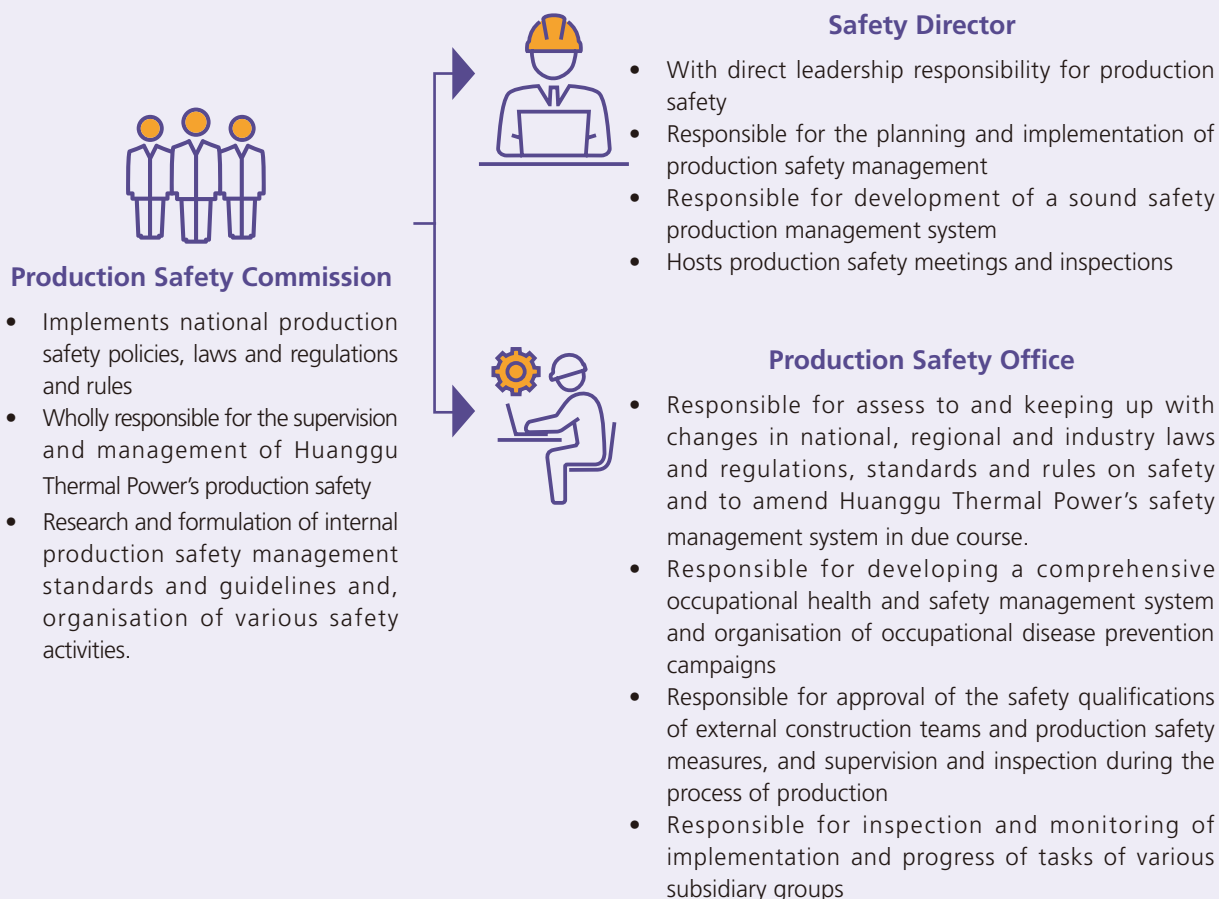 Production Safety Commission
• Implements national production
safety policies, laws and regulations
and rules
• Wholly responsible for the supervision
and management of Huanggu
Thermal Power's production safety
• Research and formulation of internal
production safety management
standards and guidelines and,
organisation of various safety
activities.
Safety Director
• With direct leadership responsibility for production
safety
• Responsible for the planning and implementation of
production safety management
• Responsible for development of a sound safety
production management system
• Hosts production safety meetings and inspections
Production Safety Office
• Responsible for assess to and keeping up with
changes in national, regional and industry laws
and regulations, standards and rules on safety
and to amend Huanggu Thermal Power's safety
management system in due course.
• Responsible for developing a comprehensive
occupational health and safety management system
and organisation of occupational disease prevention
campaigns
• Responsible for approval of the safety qualifications
of external construction teams and production safety
measures, and supervision and inspection during the
process of production
• Responsible for inspection and monitoring of
implementation and progress of tasks of various
subsidiary groups